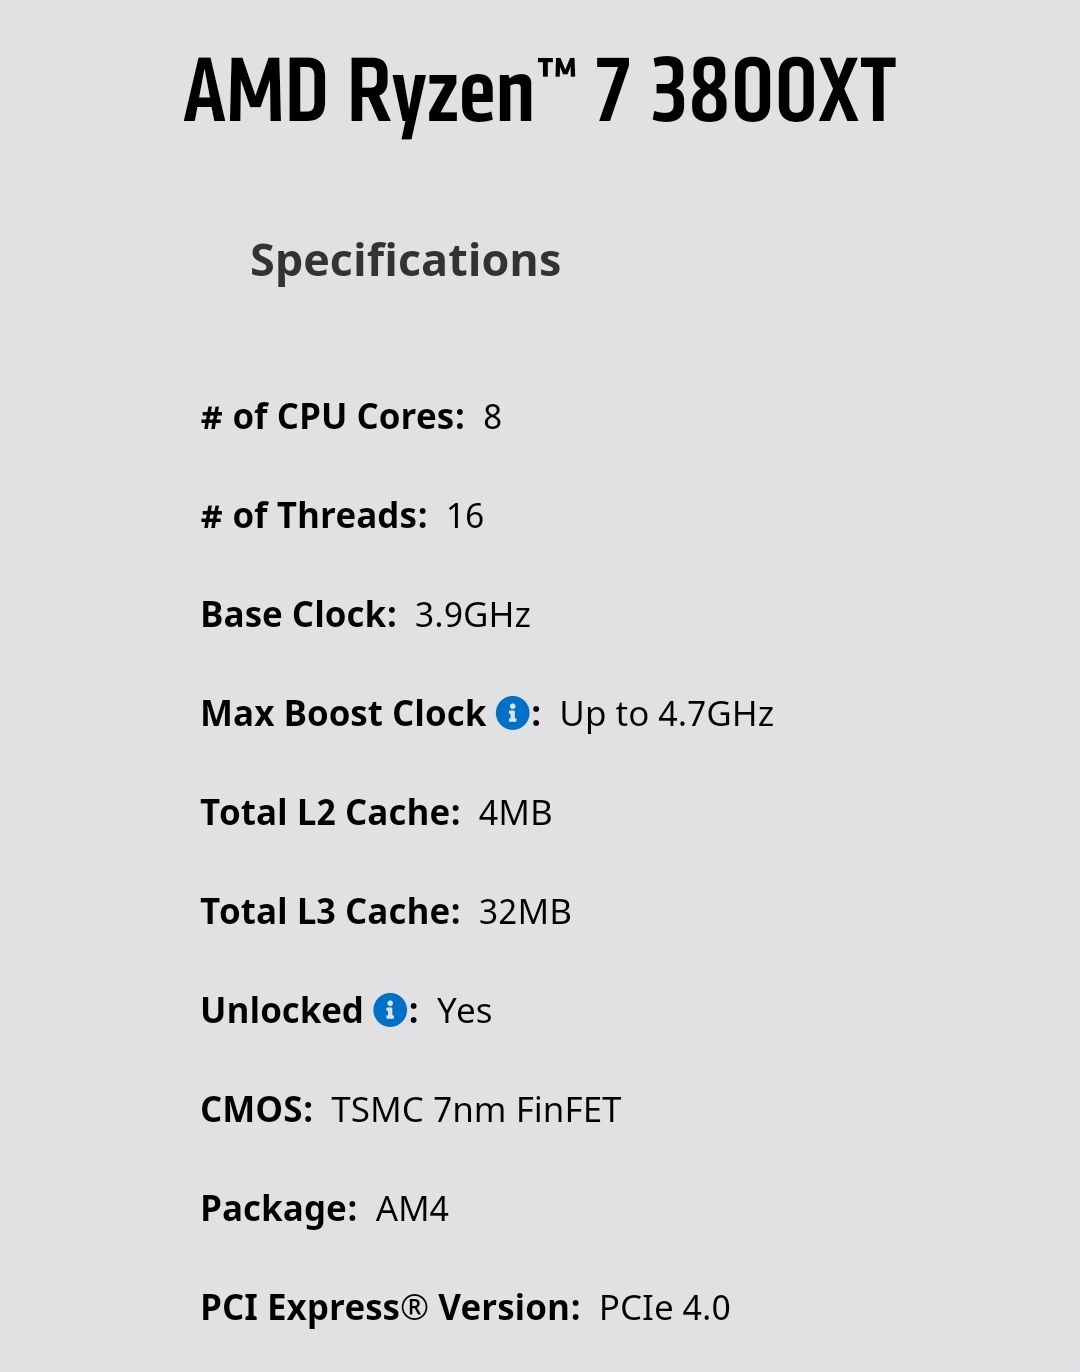 AMD Ryzen™ 7 3800XT
Specifications
# of CPU Cores: 8
# of Threads: 16
Base Clock: 3.9GHz
Max Boost Clock i: Up to 4.7GHz
Total L2 Cache: 4MB
Total L3 Cache: 32MB
Unlocked i: Yes
CMOS: TSMC 7nm FinFET
Package: AM4
PCI Express® Version: PCIe 4.0